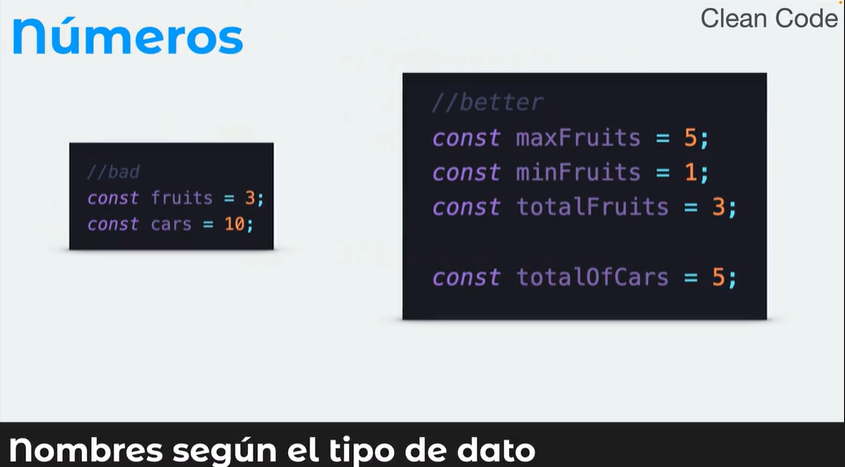 Clean Code
Números
//bad
const fruits = 3;
const cars = 10;
//better
const maxFruits = 5;
const minFruits = 1;
const totalFruits = 3;
const totalOfCars = 5;
Nombres según el tipo de dato